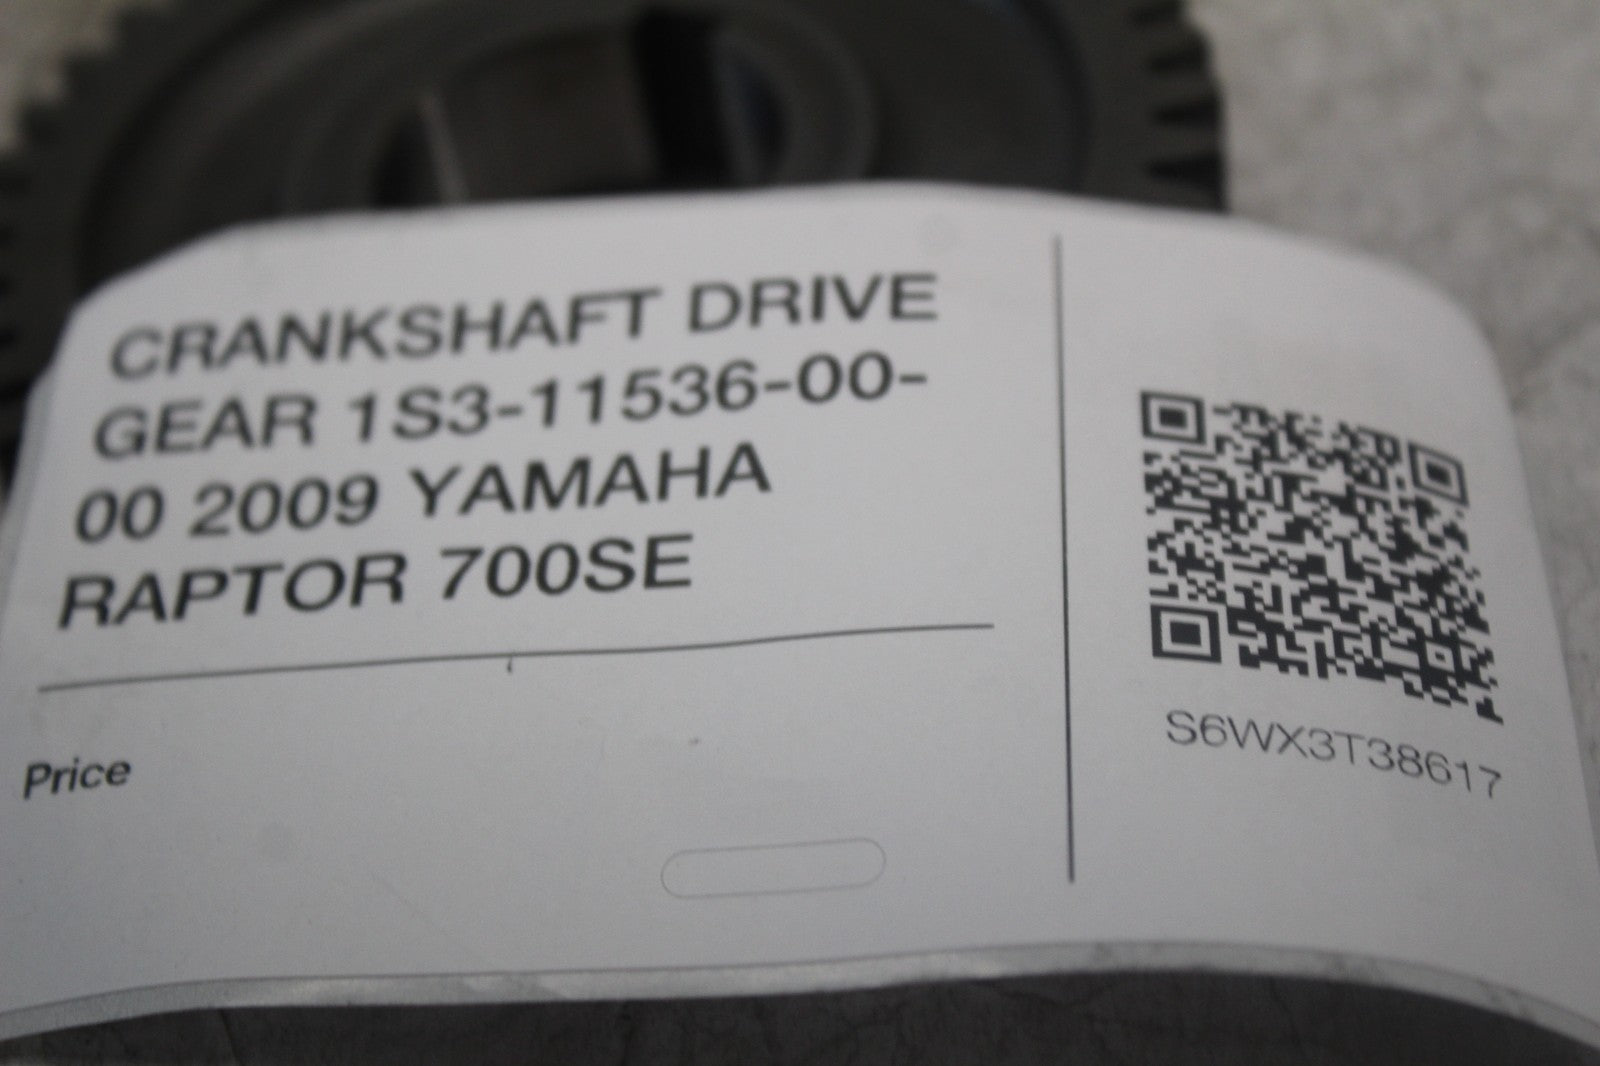 CRANKSHAFT DRIVE
GEAR 1S3-11536-00-
00 2009 YAMAHA
RAPTOR 700SE
Price
S6WX3T38617